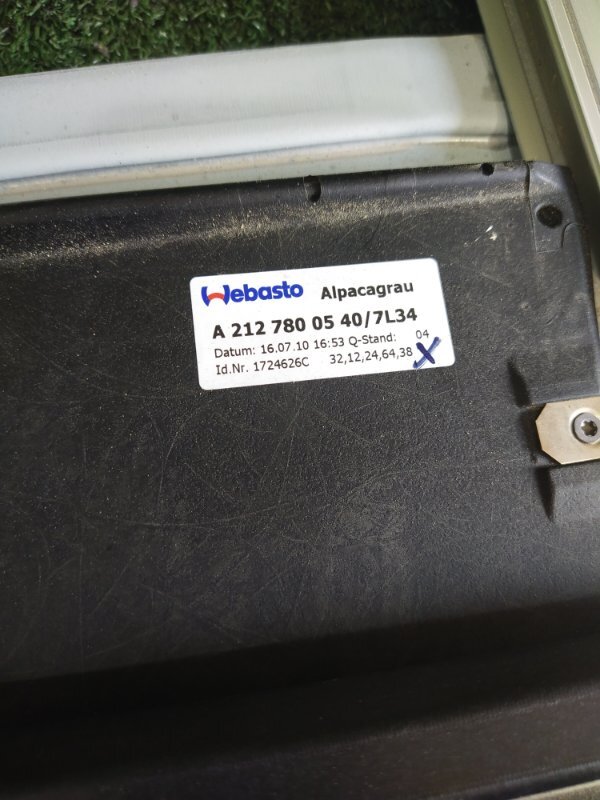 Webasto Alpacagrau
A 212 780 05 40/7L34
Datum: 16.07.10 16:53 Q-Stand: 04
Id.Nr. 1724626C 32,12,24,64,38 X